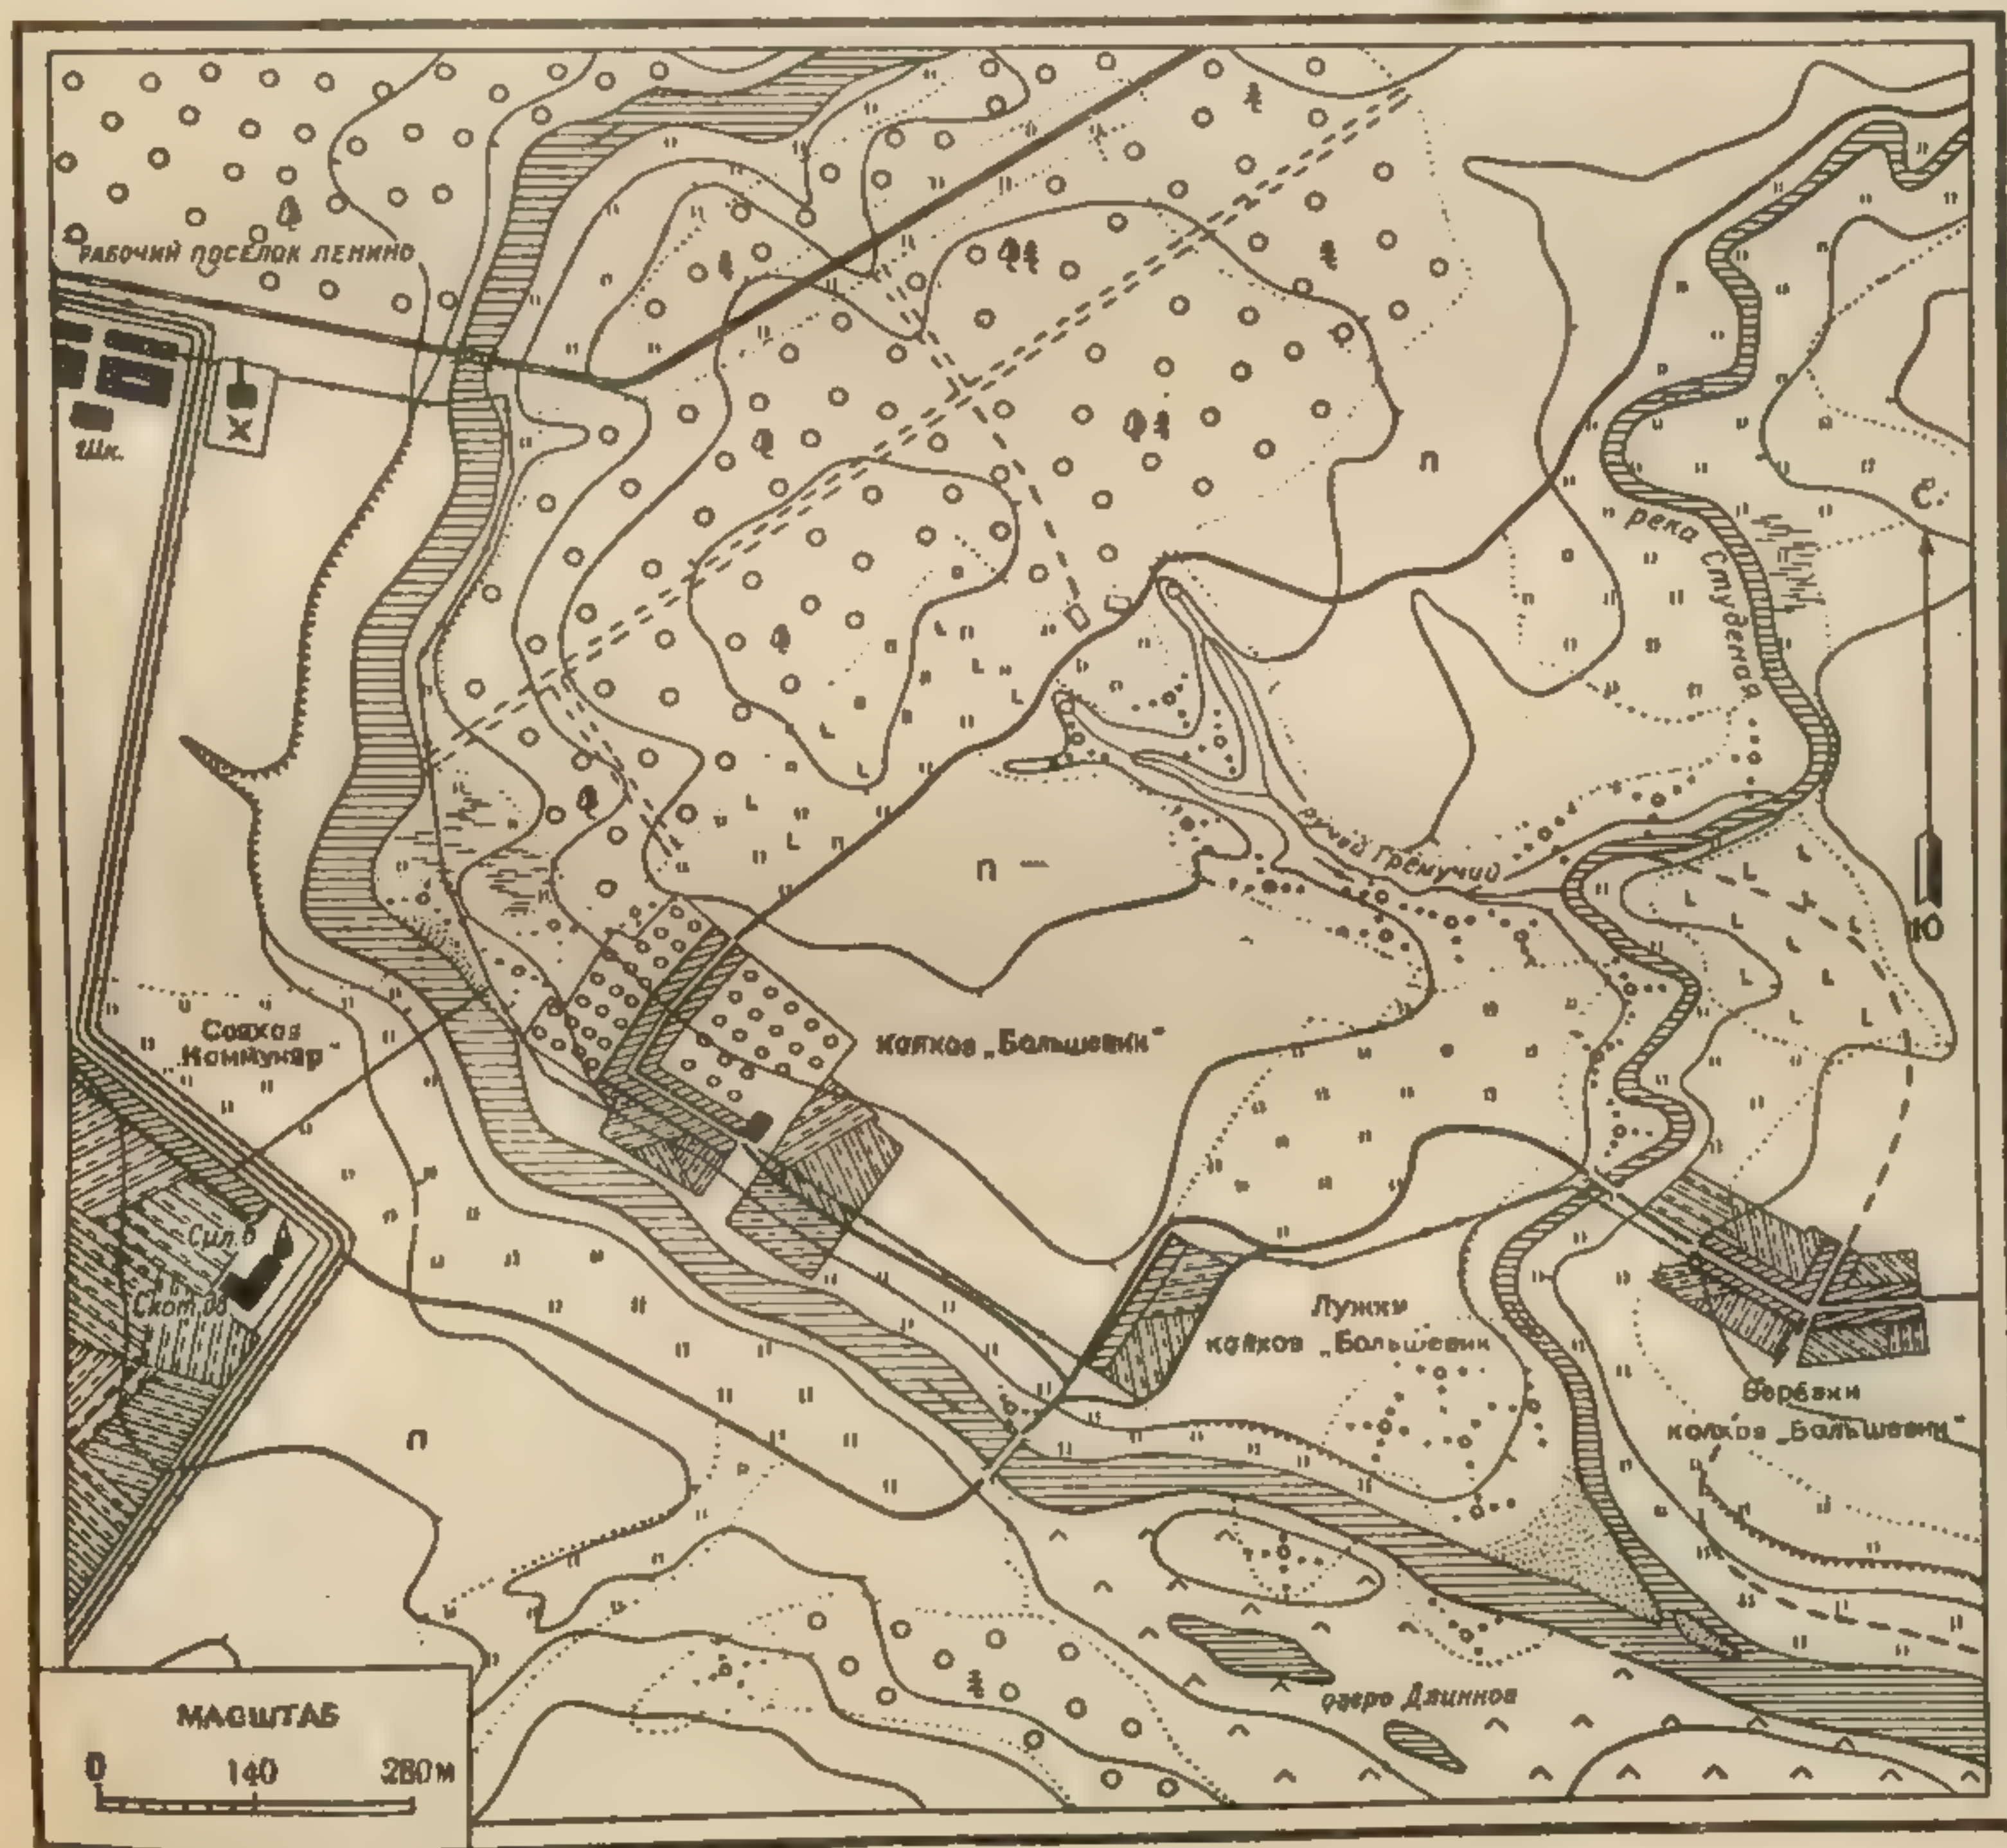 РАБОЧИЙ ПОСЕЛОК ЛЕНИНО
Шк.
П
река Студеная
Ю
ручей Гремучий
П
Совхоз
„Коммунар“
колхоз „Большевик“
Сил.б
Скот.дв
Лужки
колхоз „Большевик
колхоз „Большевик“
П
озеро Длинное
МАСШТАБ
0 140 280м